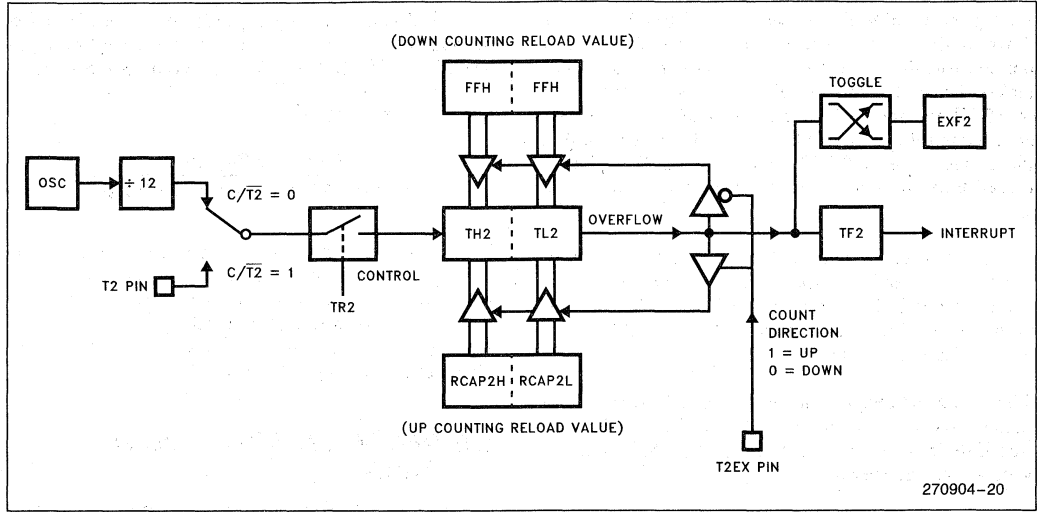 (DOWN COUNTING RELOAD VALUE)
FFH FFH
TOGGLE
EXF2
OSC
÷ 12
C/T2̅ = 0
TH2 TL2
OVERFLOW
TF2
INTERRUPT
T2 PIN
C/T2̅ = 1
CONTROL
TR2
COUNT
DIRECTION
1 = UP
0 = DOWN
RCAP2H RCAP2L
(UP COUNTING RELOAD VALUE)
T2EX PIN
270904-20